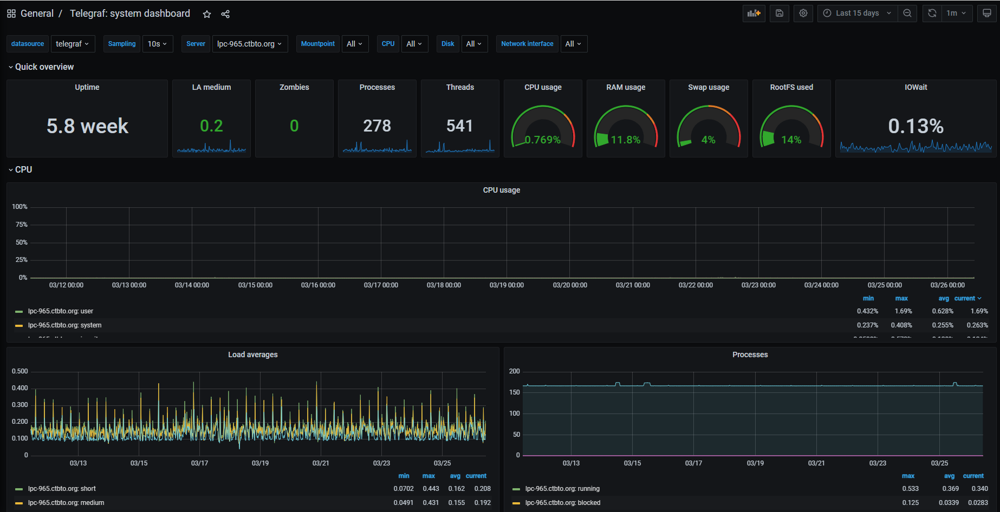 General / Telegraf: system dashboard
Last 15 days 1m
datasource telegraf Sampling 10s Server lpc-965.ctbto.org Mountpoint All CPU All Disk All Network interface All
Quick overview
Uptime LA medium Zombies Processes Threads CPU usage RAM usage Swap usage RootFS used IOWait
5.8 week 0.2 0 278 541 0.769% 11.8% 4% 14% 0.13%
CPU
CPU usage
100%
75%
50%
25%
0%
03/12 00:00 03/13 00:00 03/14 00:00 03/15 00:00 03/16 00:00 03/17 00:00 03/18 00:00 03/19 00:00 03/20 00:00 03/21 00:00 03/22 00:00 03/23 00:00 03/24 00:00 03/25 00:00 03/26 00:00
min max avg current
lpc-965.ctbto.org: user 0.432% 1.69% 0.628% 1.69%
lpc-965.ctbto.org: system 0.237% 0.408% 0.255% 0.263%
Load averages
0.500
0.400
0.300
0.200
0.100
0
03/13 03/15 03/17 03/19 03/21 03/23 03/25
min max avg current
lpc-965.ctbto.org: short 0.0702 0.443 0.162 0.208
lpc-965.ctbto.org: medium 0.0491 0.431 0.155 0.192
Processes
200
150
100
50
0
03/13 03/15 03/17 03/19 03/21 03/23 03/25
max avg current
lpc-965.ctbto.org: running 0.533 0.369 0.340
lpc-965.ctbto.org: blocked 0.125 0.0339 0.0283